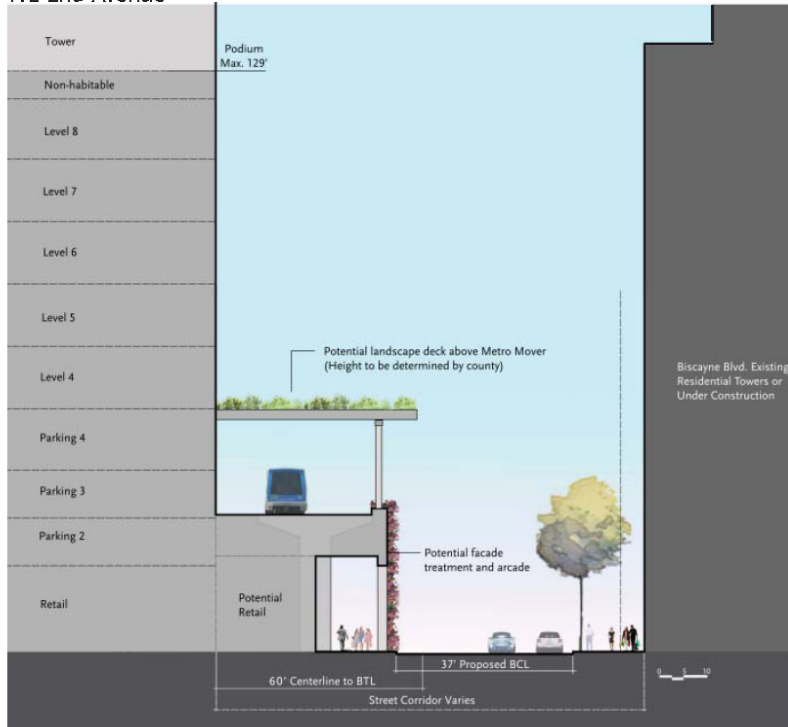 Tower
Podium
Max. 129'
Non-habitable
Level 8
Level 7
Level 6
Level 5
Potential landscape deck above Metro Mover
(Height to be determined by county)
Level 4
Biscayne Blvd. Existing
Residential Towers or
Under Construction
Parking 4
Parking 3
Parking 2
Potential facade
treatment and arcade
Retail
Potential
Retail
37' Proposed BCL
0 5 10
60' Centerline to BTL
Street Corridor Varies